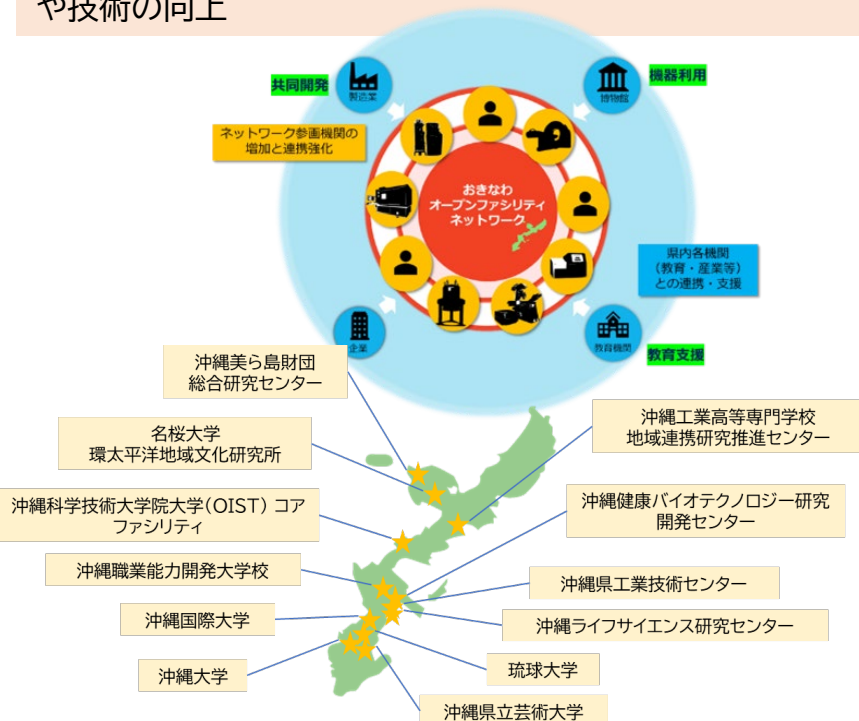 や技術の向上
共同開発
製造業
機器利用
博物館
ネットワーク参画機関の
増加と連携強化
おきなわ
オープンファシリティ
ネットワーク
県内各機関
(教育・産業等)
との連携・支援
企業
教育機関
教育支援
沖縄美ら島財団
総合研究センター
沖縄工業高等専門学校
地域連携研究推進センター
名桜大学
環太平洋地域文化研究所
沖縄科学技術大学院大学(OIST) コア
ファシリティ
沖縄健康バイオテクノロジー研究
開発センター
沖縄職業能力開発大学校
沖縄県工業技術センター
沖縄国際大学
沖縄ライフサイエンス研究センター
沖縄大学
琉球大学
沖縄県立芸術大学